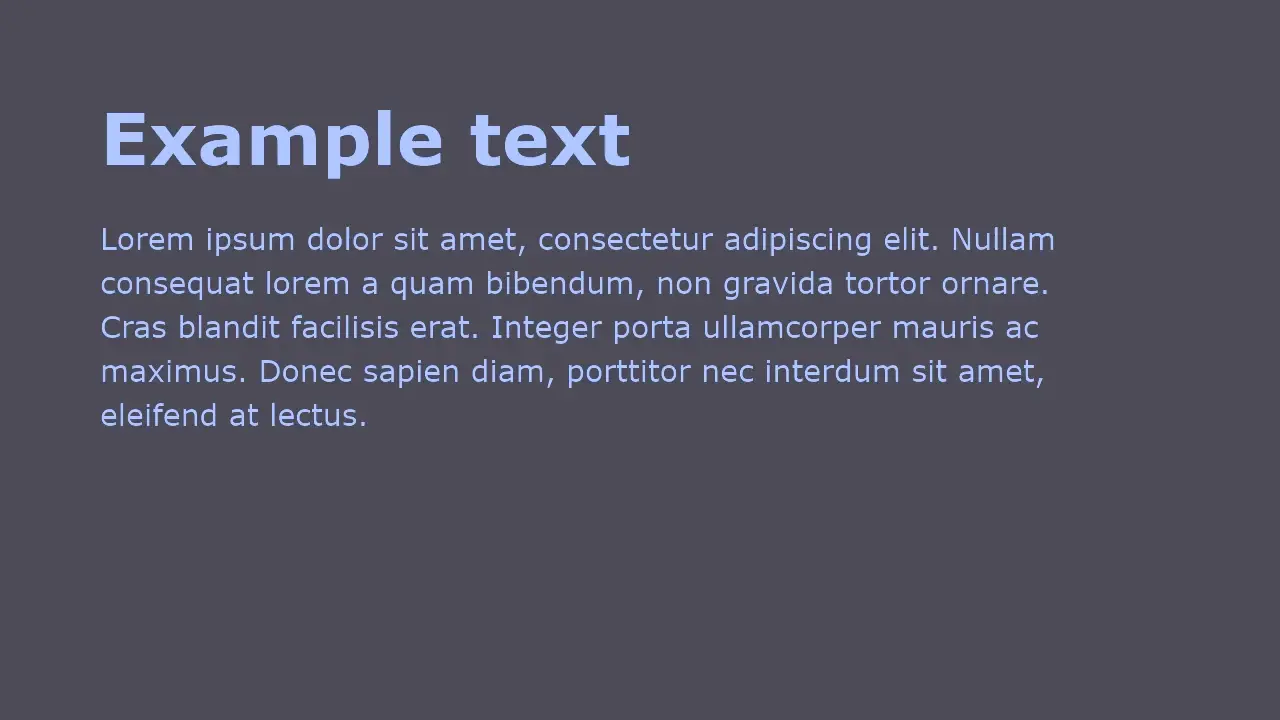 Example text
Lorem ipsum dolor sit amet, consectetur adipiscing elit. Nullam
consequat lorem a quam bibendum, non gravida tortor ornare.
Cras blandit facilisis erat. Integer porta ullamcorper mauris ac
maximus. Donec sapien diam, porttitor nec interdum sit amet,
eleifend at lectus.